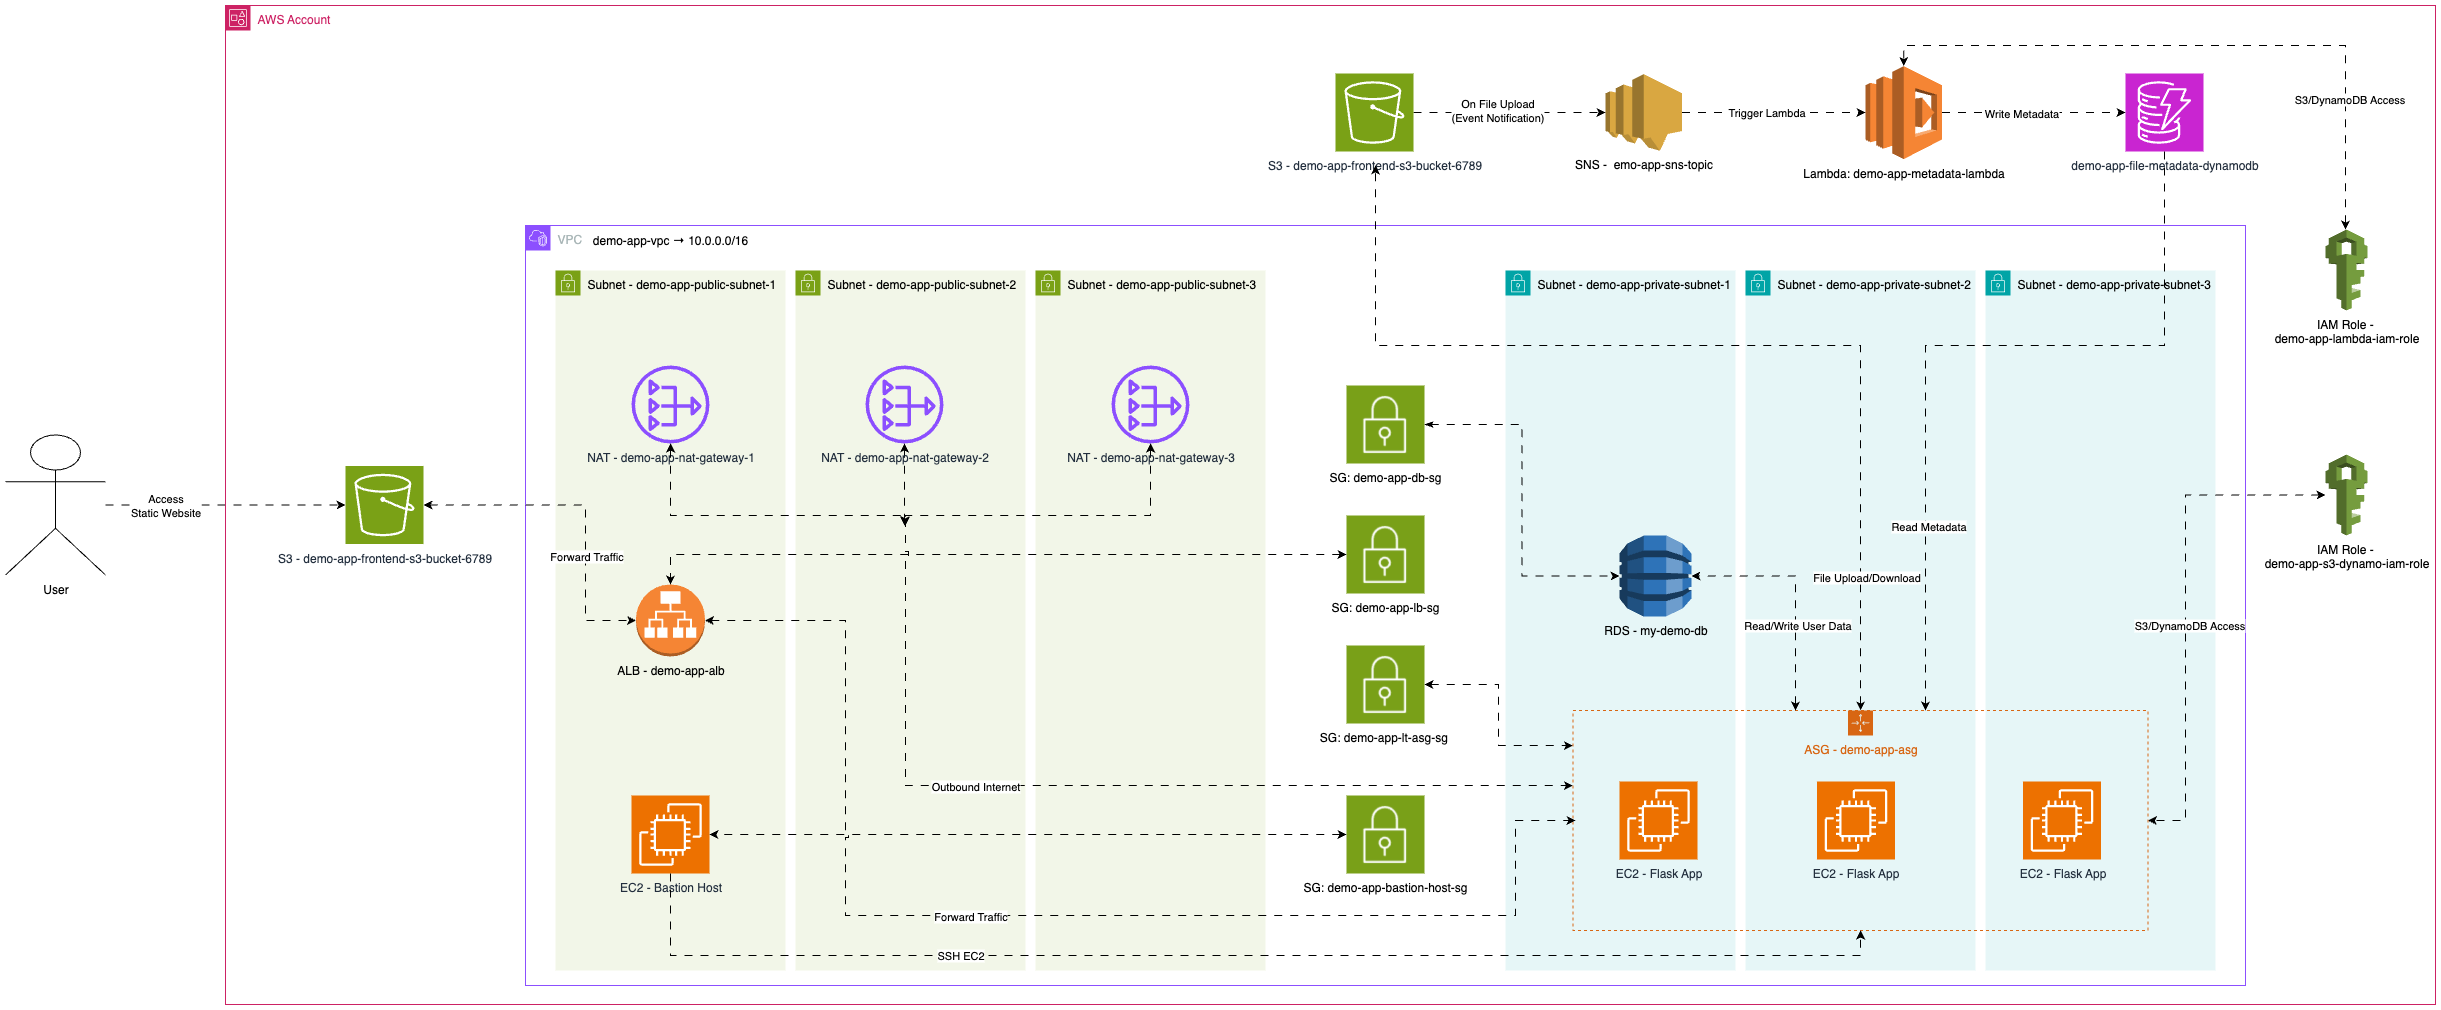 AWS Account
On File Upload
(Event Notification)
Trigger Lambda
Write Metadata
S3/DynamoDB Access
S3 - demo-app-frontend-s3-bucket-6789
SNS -  emo-app-sns-topic
Lambda: demo-app-metadata-lambda
demo-app-file-metadata-dynamodb
VPC
demo-app-vpc → 10.0.0.0/16
Subnet - demo-app-public-subnet-1
Subnet - demo-app-public-subnet-2
Subnet - demo-app-public-subnet-3
Subnet - demo-app-private-subnet-1
Subnet - demo-app-private-subnet-2
Subnet - demo-app-private-subnet-3
IAM Role -
demo-app-lambda-iam-role
NAT - demo-app-nat-gateway-1
NAT - demo-app-nat-gateway-2
NAT - demo-app-nat-gateway-3
SG: demo-app-db-sg
Access
Static Website
Read Metadata
S3 - demo-app-frontend-s3-bucket-6789
Forward Traffic
IAM Role -
demo-app-s3-dynamo-iam-role
User
File Upload/Download
SG: demo-app-lb-sg
RDS - my-demo-db
Read/Write User Data
S3/DynamoDB Access
ALB - demo-app-alb
SG: demo-app-lt-asg-sg
ASG - demo-app-asg
Outbound Internet
EC2 - Bastion Host
SG: demo-app-bastion-host-sg
EC2 - Flask App
EC2 - Flask App
EC2 - Flask App
Forward Traffic
SSH EC2